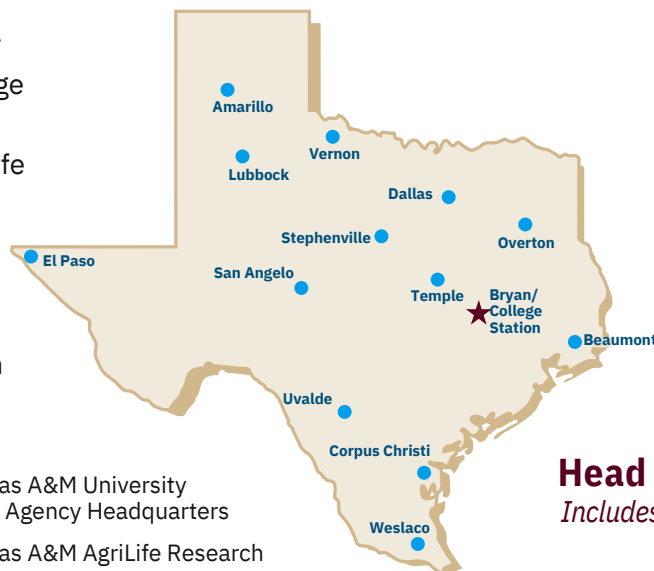 Amarillo
Vernon
Lubbock
Dallas
Stephenville
Overton
El Paso
San Angelo
Temple
Bryan/
College
Station
Beaumont
Uvalde
Corpus Christi
Weslaco
as A&M University
Agency Headquarters
as A&M AgriLife Research
Head
Includes